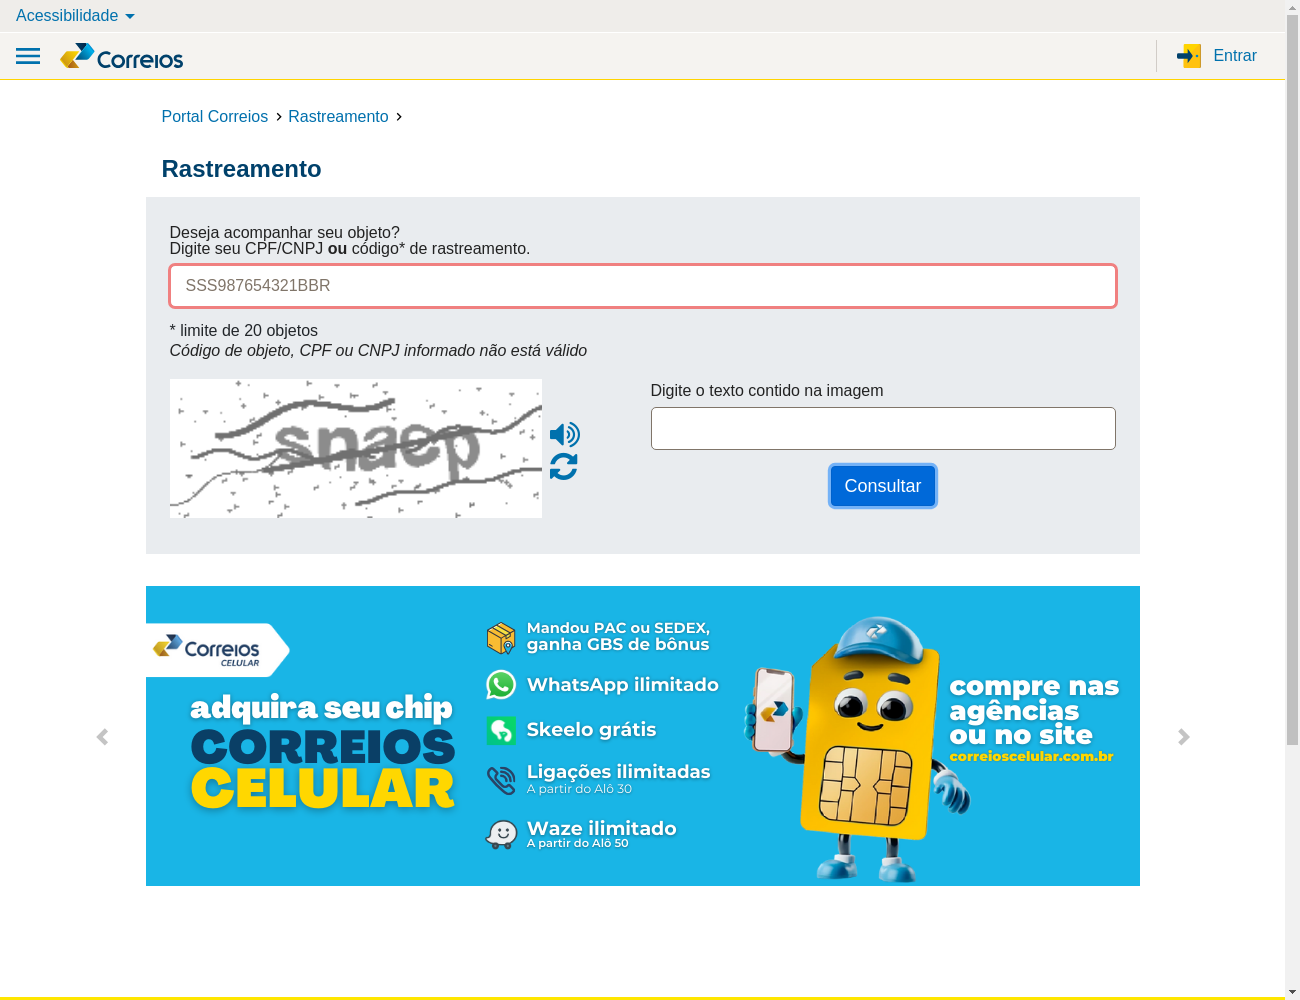 Acessibilidade
Correios
Entrar
Portal Correios
Rastreamento
Rastreamento
Deseja acompanhar seu objeto?
Digite seu CPF/CNPJ ou código* de rastreamento.
SSS987654321BBR
* limite de 20 objetos
Código de objeto, CPF ou CNPJ informado não está válido
snaep
Digite o texto contido na imagem
Consultar
Correios
CELULAR
adquira seu chip
CORREIOS
CELULAR
Mandou PAC ou SEDEX,
ganha GBS de bônus
WhatsApp ilimitado
Skeelo grátis
Ligações ilimitadas
A partir do Alô 30
Waze ilimitado
A partir do Alô 50
compre nas
agências
ou no site
correioscelular.com.br